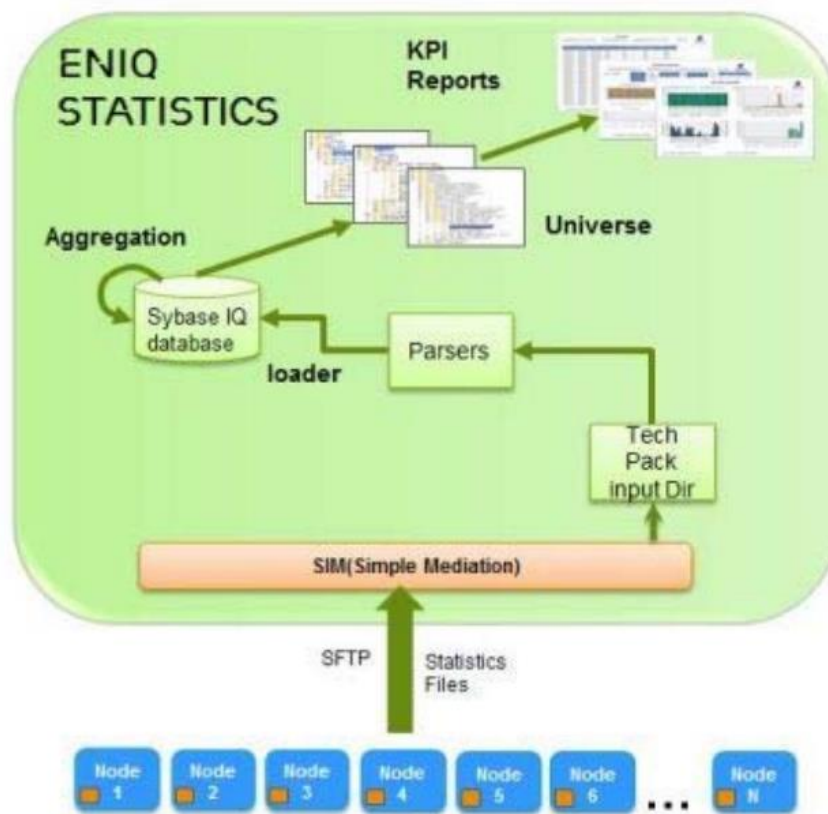 ENIQ
STATISTICS
KPI
Reports
Universe
Aggregation
Sybase IQ
database
loader
Parsers
Tech
Pack
input Dir
SIM(Simple Mediation)
SFTP
Statistics
Files
Node
1
Node
2
Node
3
Node
4
Node
5
Node
6
...
Node
N